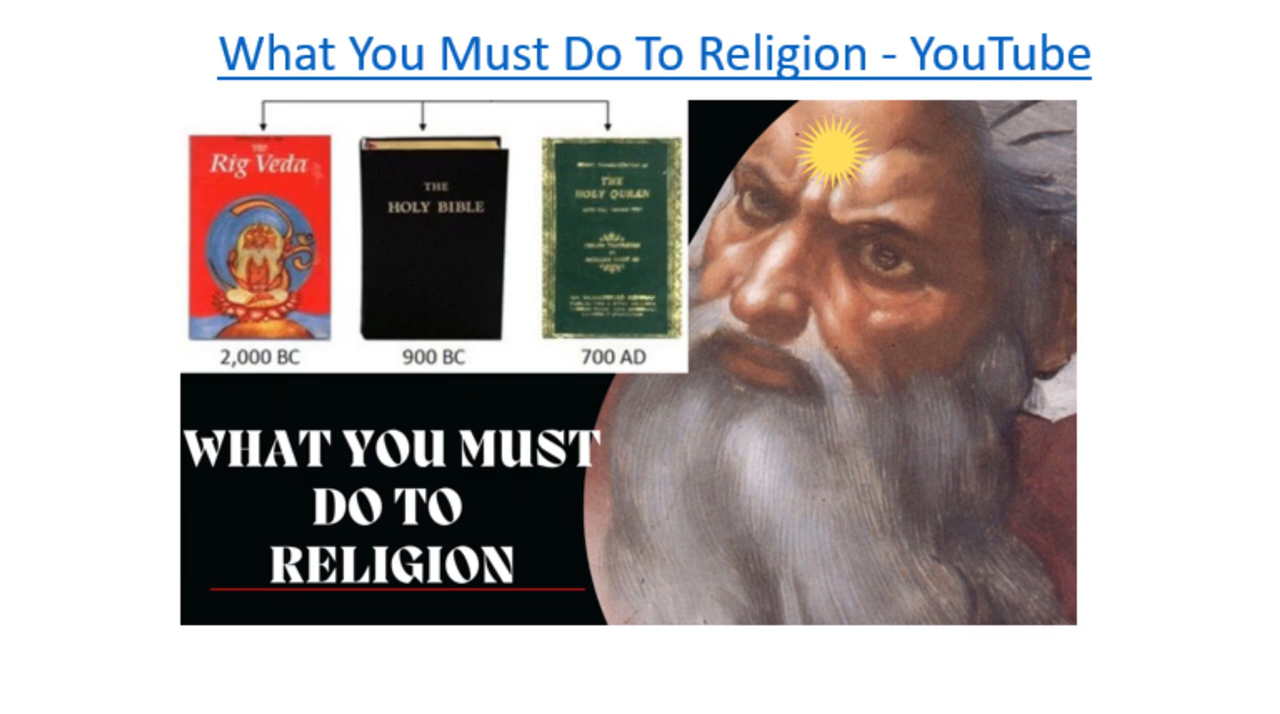 What You Must Do To Religion - YouTube
Rig Veda
THE
HOLY BIBLE
THE
HOLY QURAN
2,000 BC
900 BC
700 AD
WHAT YOU MUST
DO TO
RELIGION